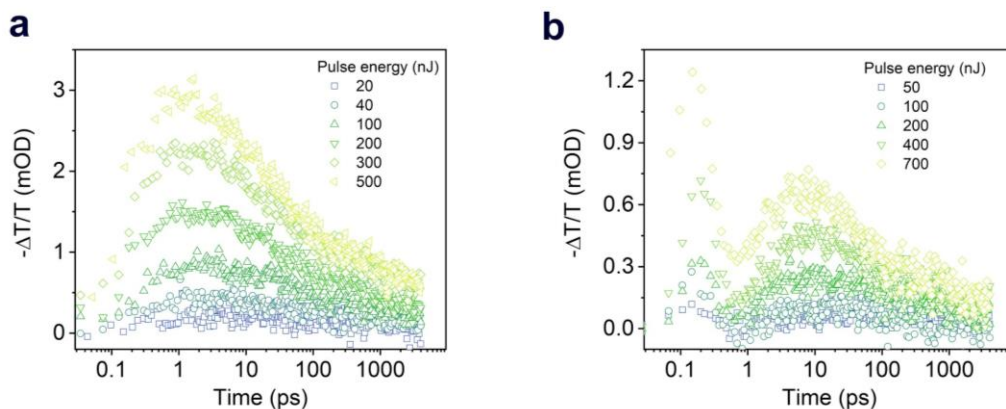 a
Pulse energy (nJ)
20
40
100
200
300
500
3
2
1
0
-ΔT/T (mOD)
0.1 1 10 100 1000
Time (ps)
b
Pulse energy (nJ)
50
100
200
400
700
1.2
0.9
0.6
0.3
0.0
-ΔT/T (mOD)
0.1 1 10 100 1000
Time (ps)